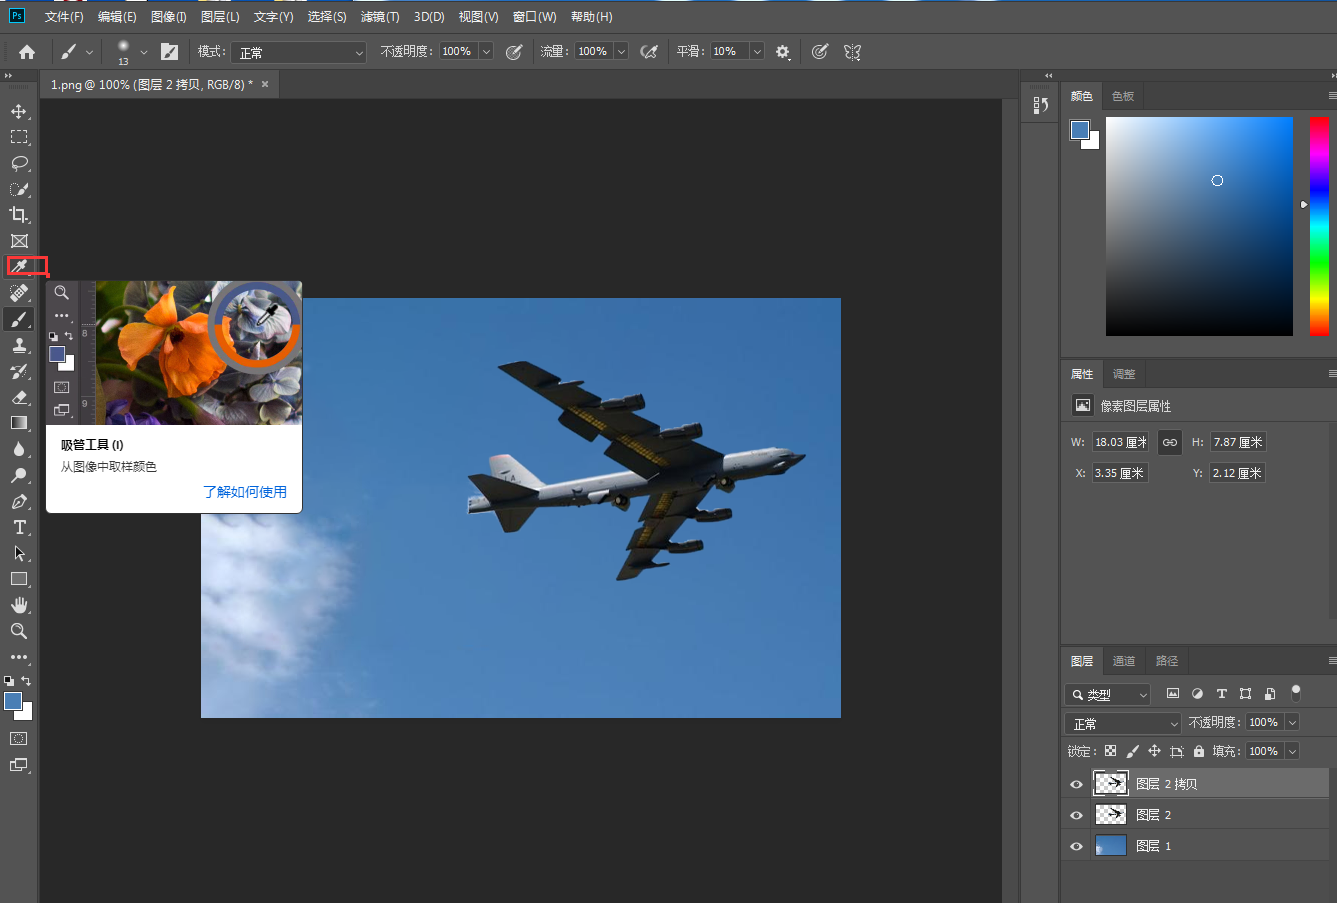 Ps 文件(F) 编辑(E) 图像(I) 图层(L) 文字(Y) 选择(S) 滤镜(T) 3D(D) 视图(V) 窗口(W) 帮助(H)
13 模式: 正常 不透明度: 100% 流量: 100% 平滑: 10%
1.png @ 100% (图层 2 拷贝, RGB/8) * ×
颜色 色板
8
9
吸管工具 (I)
从图像中取样颜色
了解如何使用
属性 调整
像素图层属性
W: 18.03 厘米 H: 7.87 厘米
X: 3.35 厘米 Y: 2.12 厘米
图层 通道 路径
类型
正常 不透明度: 100%
锁定: 填充: 100%
图层 2 拷贝
图层 2
图层 1